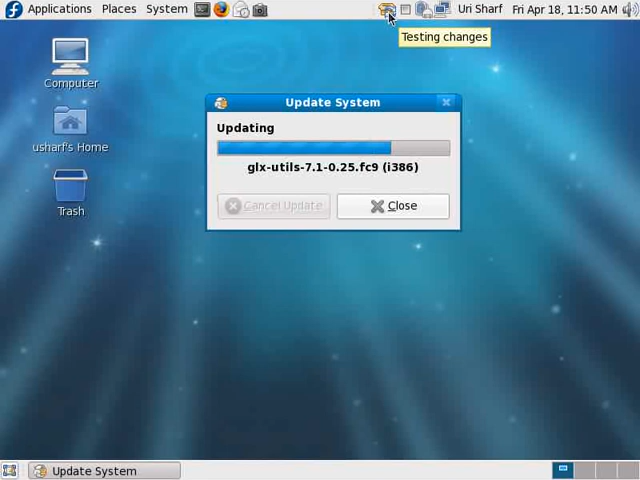 Applications Places System Uri Sharf Fri Apr 18, 11:50 AM
Testing changes
Computer
usharf's Home
Trash
Update System
Updating
glx-utils-7.1-0.25.fc9 (i386)
Cancel Update Close
Update System